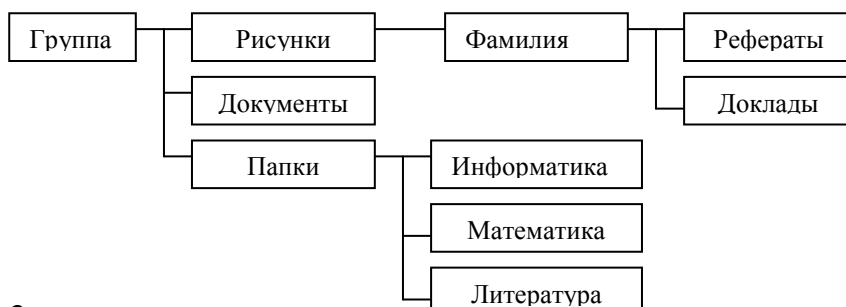 Группа Рисунки Фамилия Рефераты
Документы Доклады
Папки Информатика
Математика
Литература